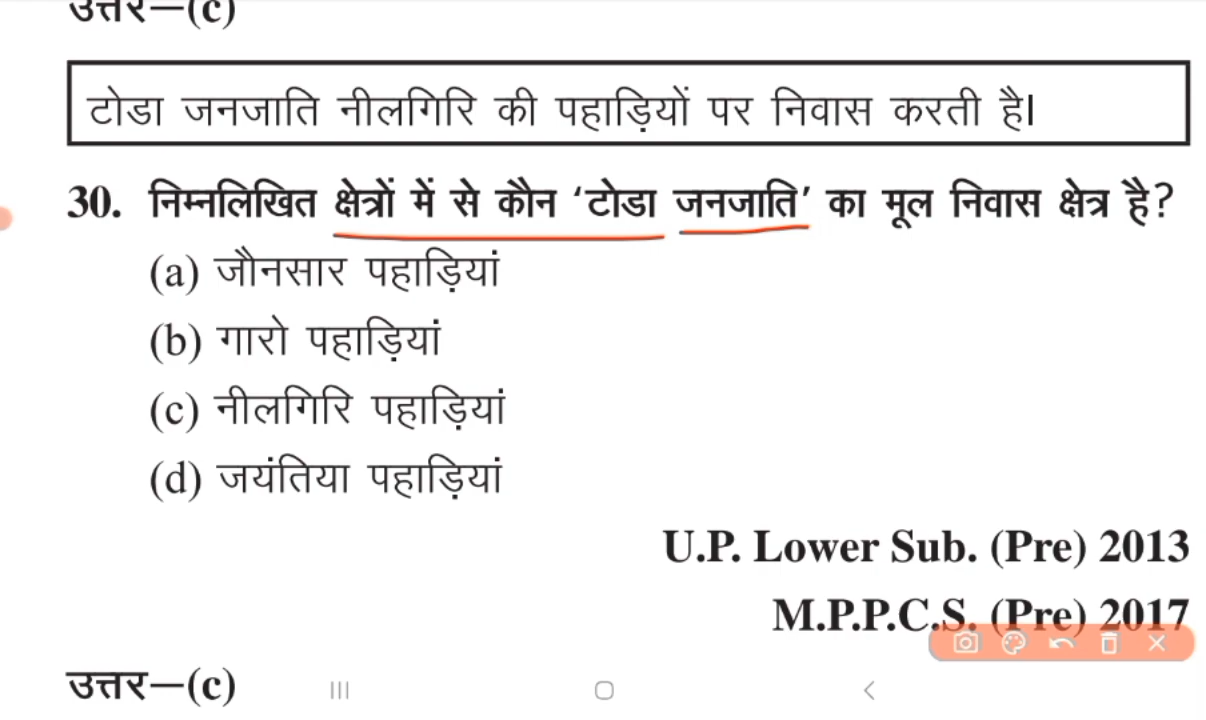 उत्तर—(c)
टोडा जनजाति नीलगिरि की पहाड़ियों पर निवास करती है।
30. निम्नलिखित क्षेत्रों में से कौन ‘टोडा जनजाति’ का मूल निवास क्षेत्र है?
(a) जौनसार पहाड़ियां
(b) गारो पहाड़ियां
(c) नीलगिरि पहाड़ियां
(d) जयंतिया पहाड़ियां
U.P. Lower Sub. (Pre) 2013
M.P.P.C.S. (Pre) 2017
उत्तर—(c)